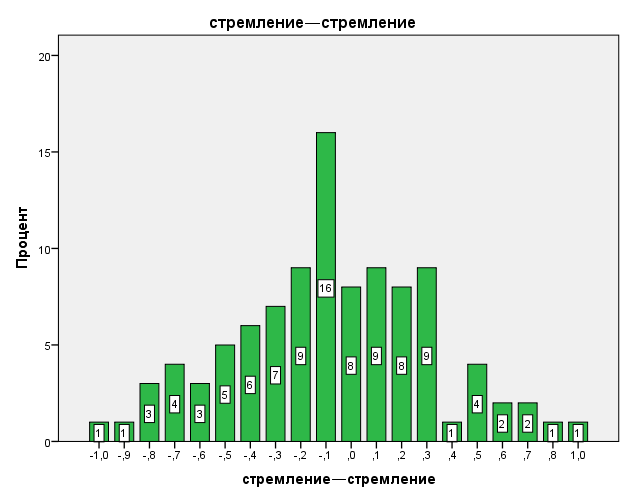 стремление—стремление
20
15
10
5
0
Процент
1 1 3 4 3 5 6 7 9 16 8 9 8 9 1 4 2 2 1 1
-1,0 -,9 -,8 -,7 -,6 -,5 -,4 -,3 -,2 -,1 ,0 ,1 ,2 ,3 ,4 ,5 ,6 ,7 ,8 1,0
стремление—стремление